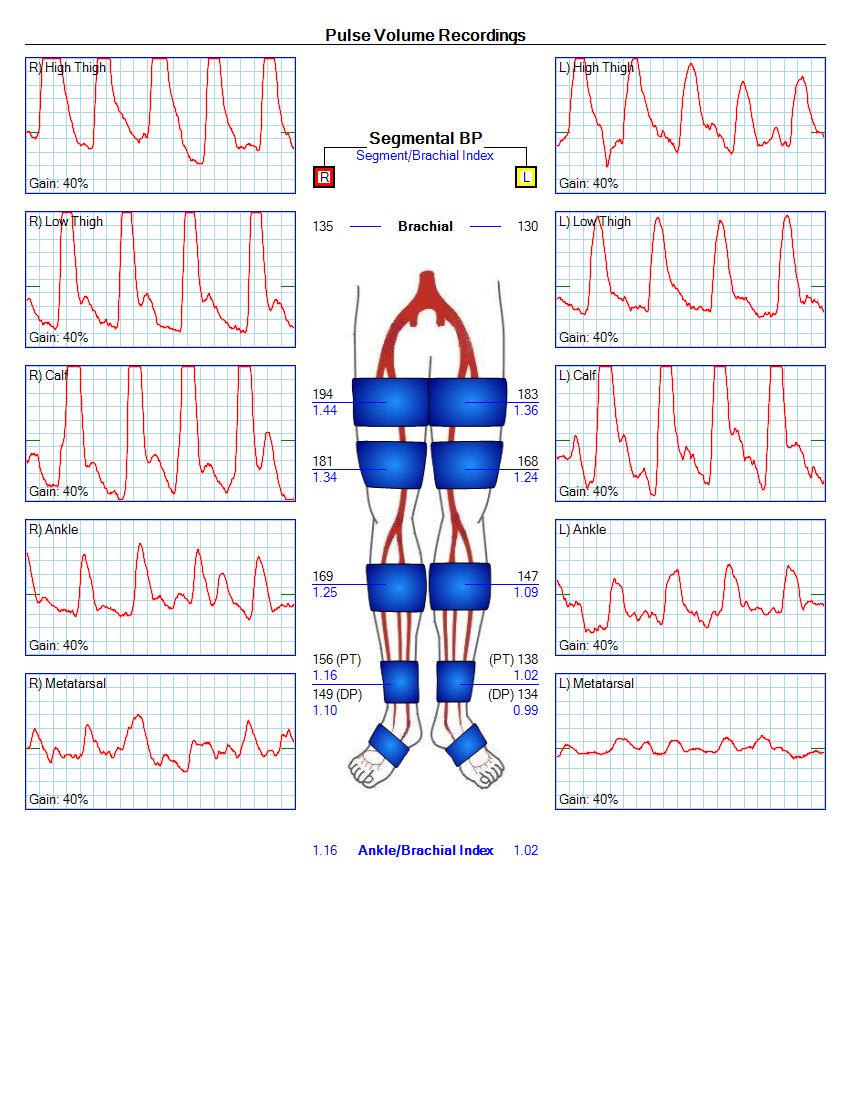 Pulse Volume Recordings
R) High Thigh
Gain: 40%
L) High Thigh
Gain: 40%
Segmental BP
Segment/Brachial Index
R
L
135 Brachial 130
R) Low Thigh
Gain: 40%
L) Low Thigh
Gain: 40%
R) Calf
Gain: 40%
L) Calf
Gain: 40%
194 183
1.44 1.36
181 168
1.34 1.24
R) Ankle
Gain: 40%
L) Ankle
Gain: 40%
169 147
1.25 1.09
156 (PT) (PT) 138
1.16 1.02
149 (DP) (DP) 134
1.10 0.99
R) Metatarsal
Gain: 40%
L) Metatarsal
Gain: 40%
1.16 Ankle/Brachial Index 1.02